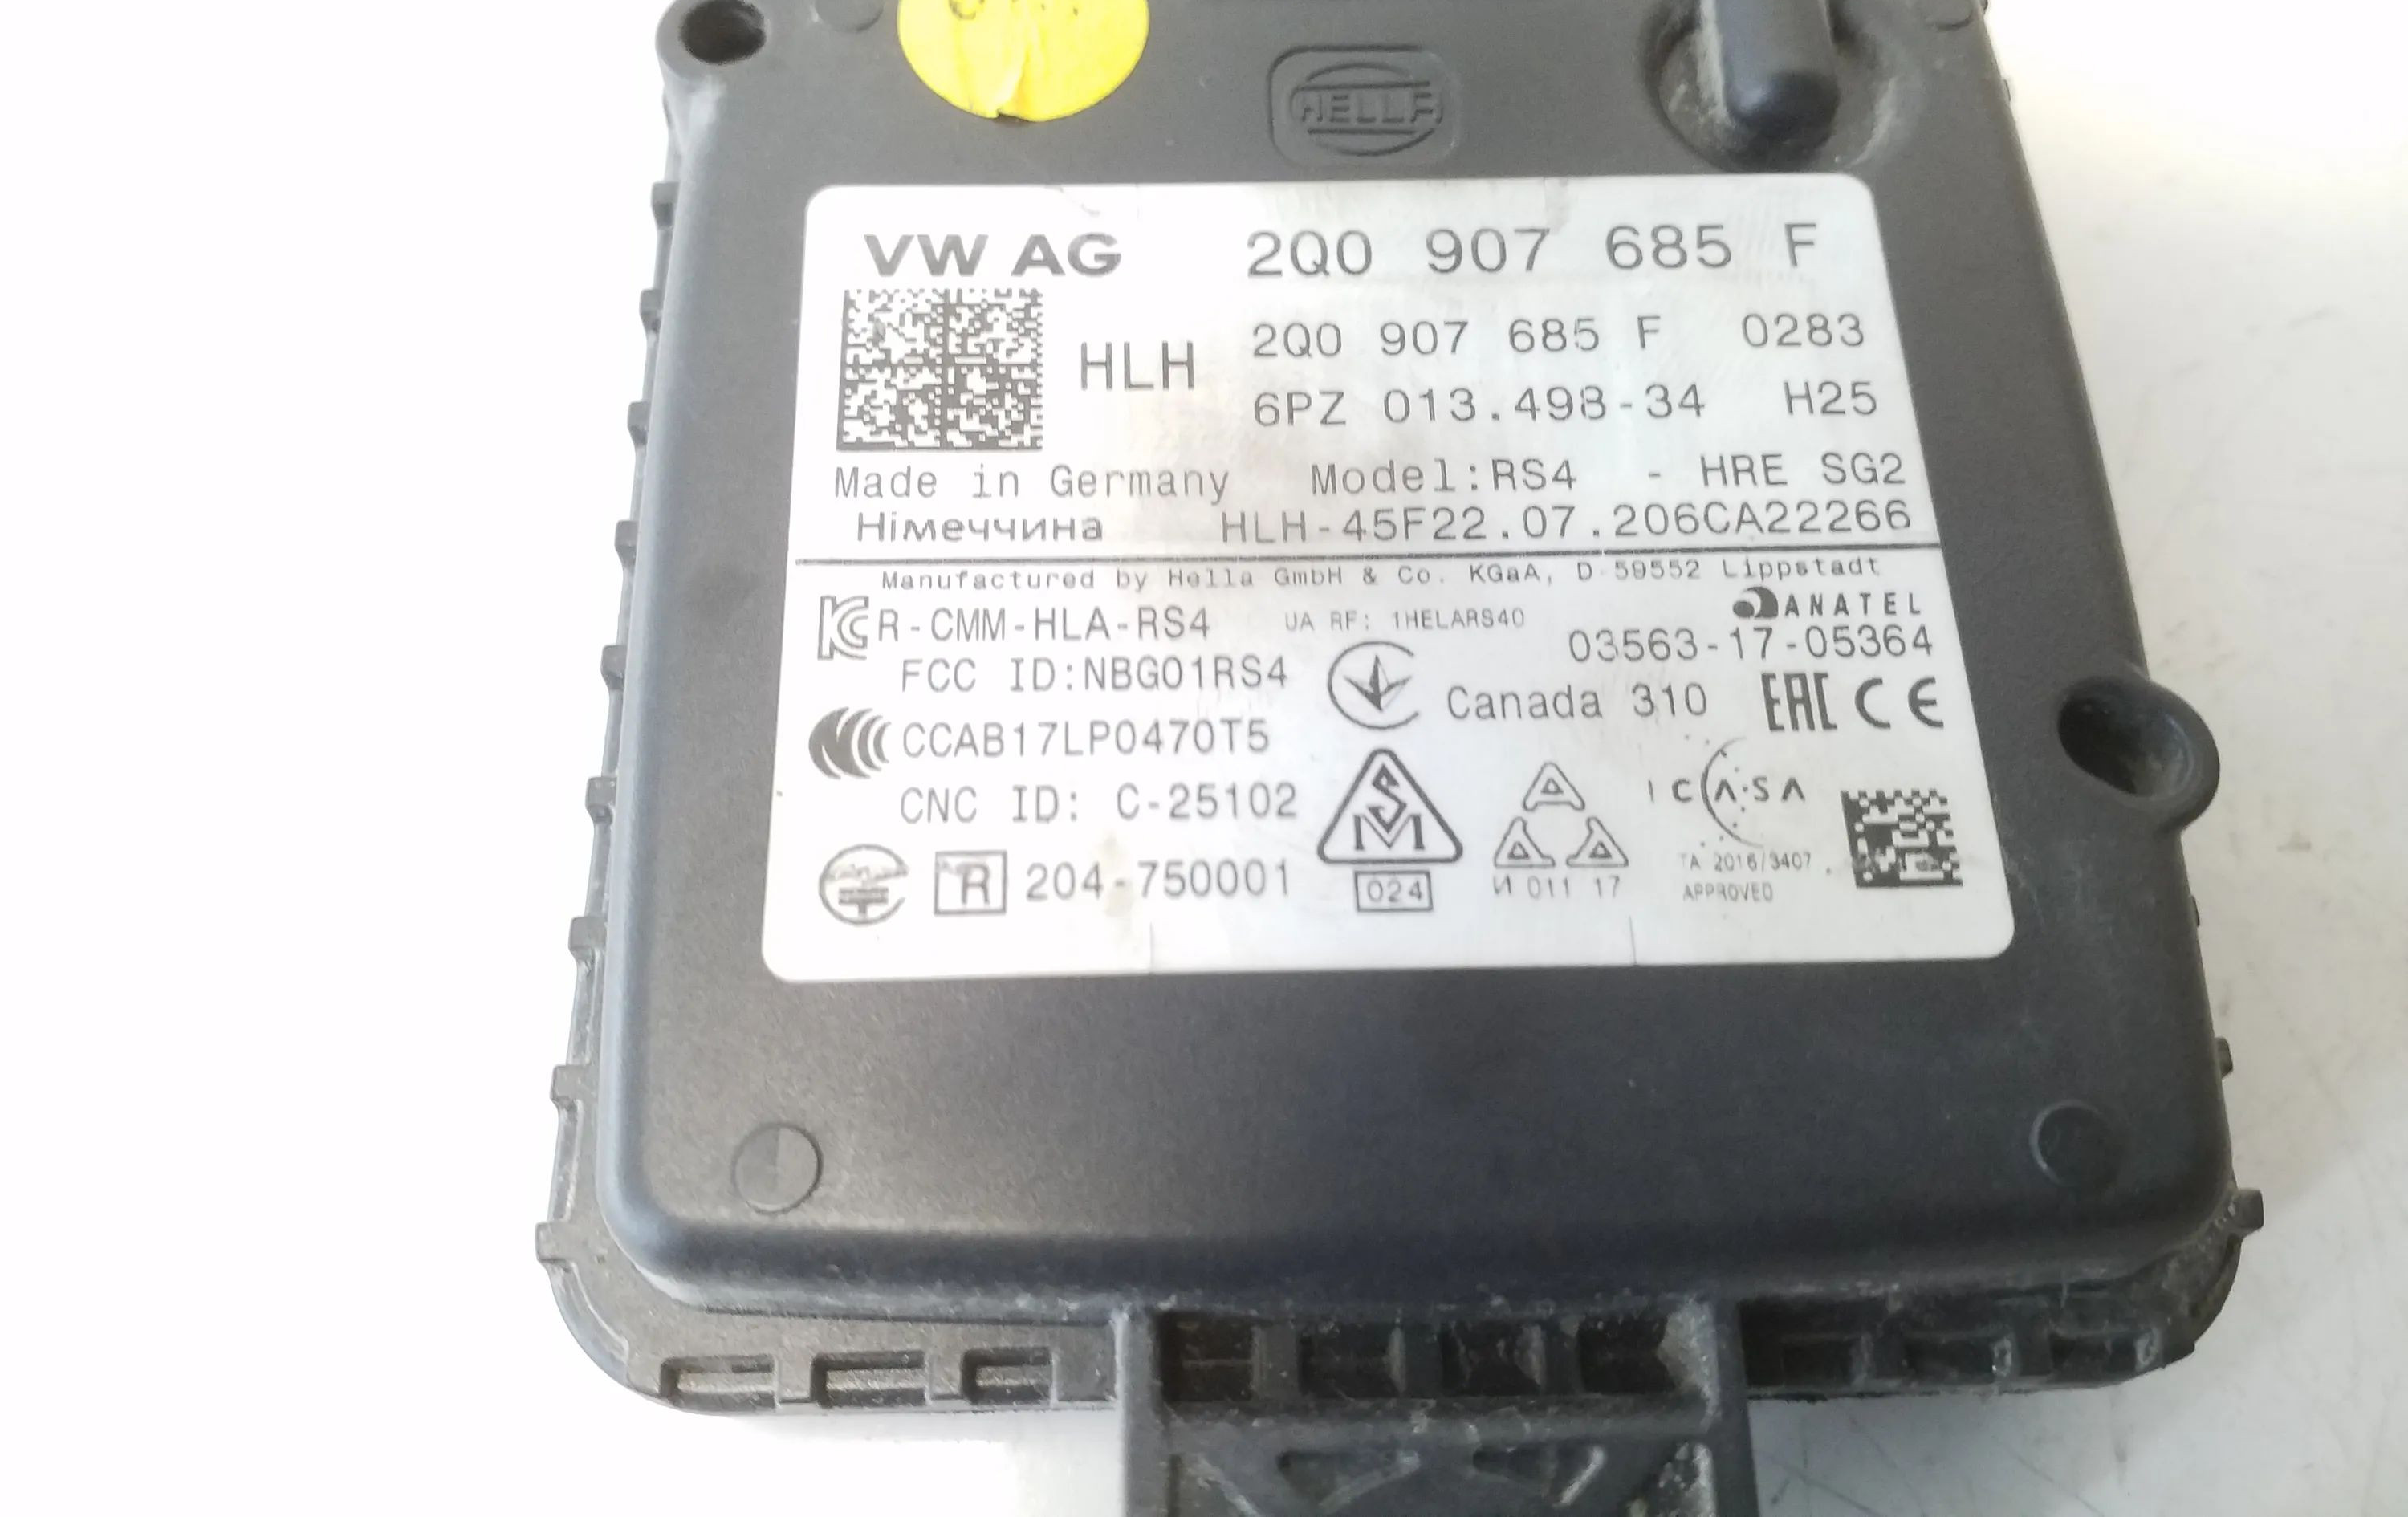 HELLA
VW AG 2Q0 907 685 F
HLH 2Q0 907 685 F 0283
6PZ 013.498-34 H25
Made in Germany Model:RS4 - HRE SG2
Німеччина HLH-45F22.07.206CA22266
Manufactured by Hella GmbH & Co. KGaA, D-59552 Lippstadt
R-CMM-HLA-RS4 UA RF: 1HELARS40 ANATEL
03563-17-05364
FCC ID:NBG01RS4 Canada 310 EAC CE
CCAB17LP0470T5
CNC ID: C-25102 SM ICASA
R 204-750001 024 И 011 17 TA 2016/3407
APPROVED